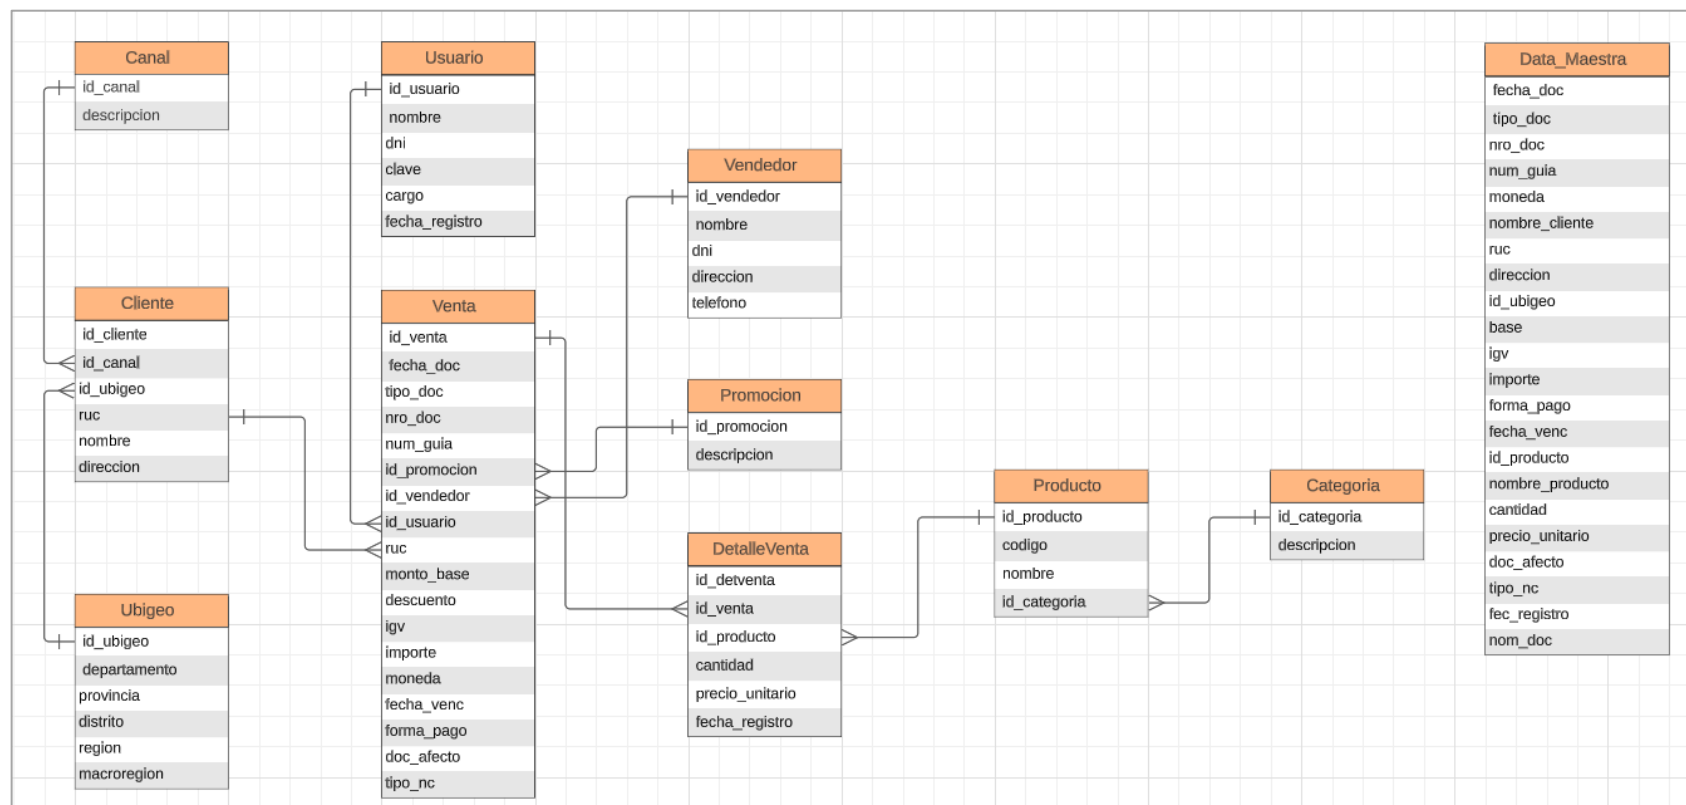 Canal
id_canal
descripcion
Usuario
id_usuario
nombre
dni
clave
cargo
fecha_registro
Vendedor
id_vendedor
nombre
dni
direccion
telefono
Data_Maestra
fecha_doc
tipo_doc
nro_doc
num_guia
moneda
nombre_cliente
ruc
direccion
id_ubigeo
base
igv
importe
forma_pago
fecha_venc
id_producto
nombre_producto
cantidad
precio_unitario
doc_afecto
tipo_nc
fec_registro
nom_doc
Cliente
id_cliente
id_canal
id_ubigeo
ruc
nombre
direccion
Venta
id_venta
fecha_doc
tipo_doc
nro_doc
num_guia
id_promocion
id_vendedor
id_usuario
ruc
monto_base
descuento
igv
importe
moneda
fecha_venc
forma_pago
doc_afecto
tipo_nc
Promocion
id_promocion
descripcion
Producto
id_producto
codigo
nombre
id_categoria
Categoria
id_categoria
descripcion
DetalleVenta
id_detventa
id_venta
id_producto
cantidad
precio_unitario
fecha_registro
Ubigeo
id_ubigeo
departamento
provincia
distrito
region
macroregion